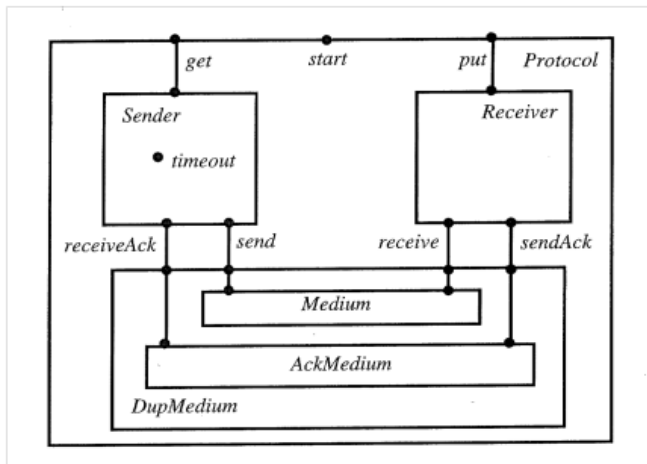 get start put Protocol
Sender Receiver
timeout
receiveAck send receive sendAck
Medium
AckMedium
DupMedium